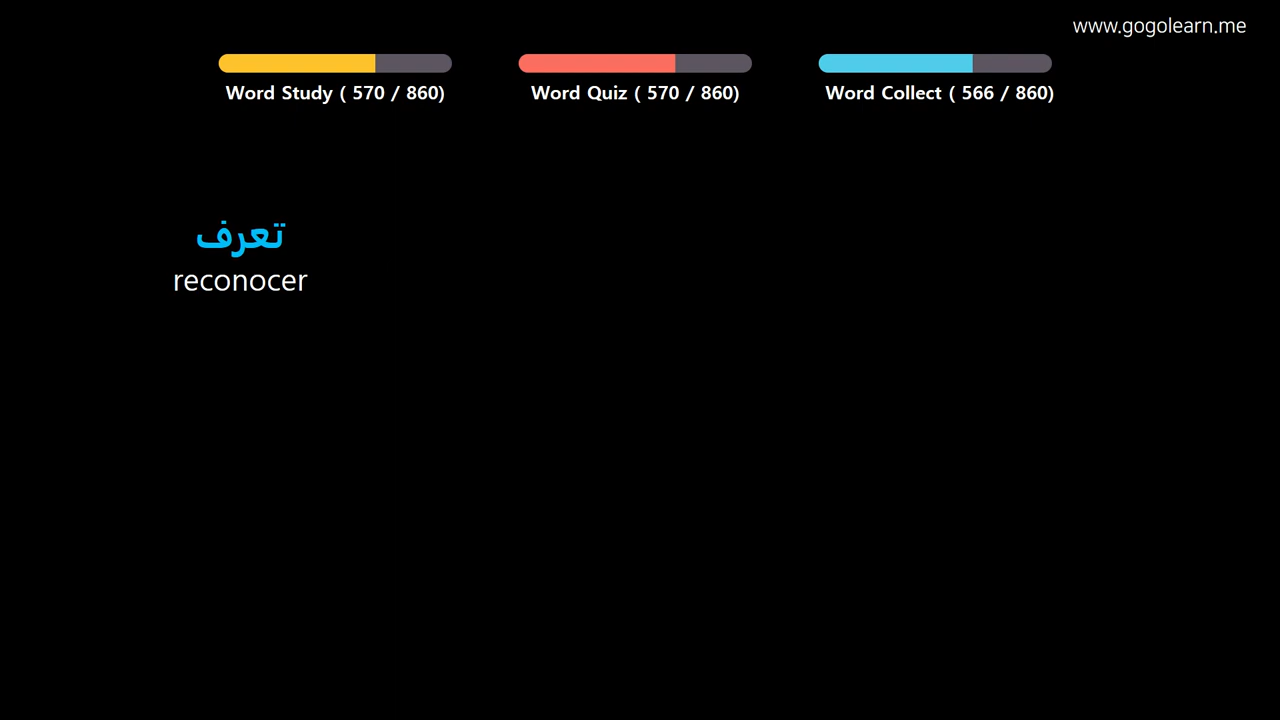 www.gogolearn.me
Word Study ( 570 / 860)
Word Quiz ( 570 / 860)
Word Collect ( 566 / 860)
تعرف
reconocer